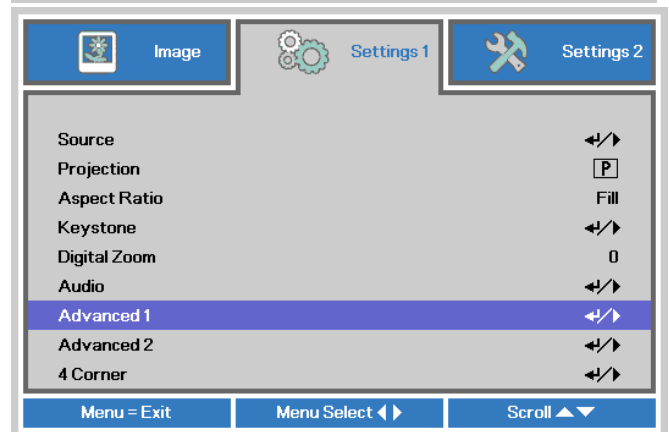 Image
Settings 1
Settings 2
Source
Projection P
Aspect Ratio Fill
Keystone
Digital Zoom 0
Audio
Advanced 1
Advanced 2
4 Corner
Menu = Exit
Menu Select
Scroll